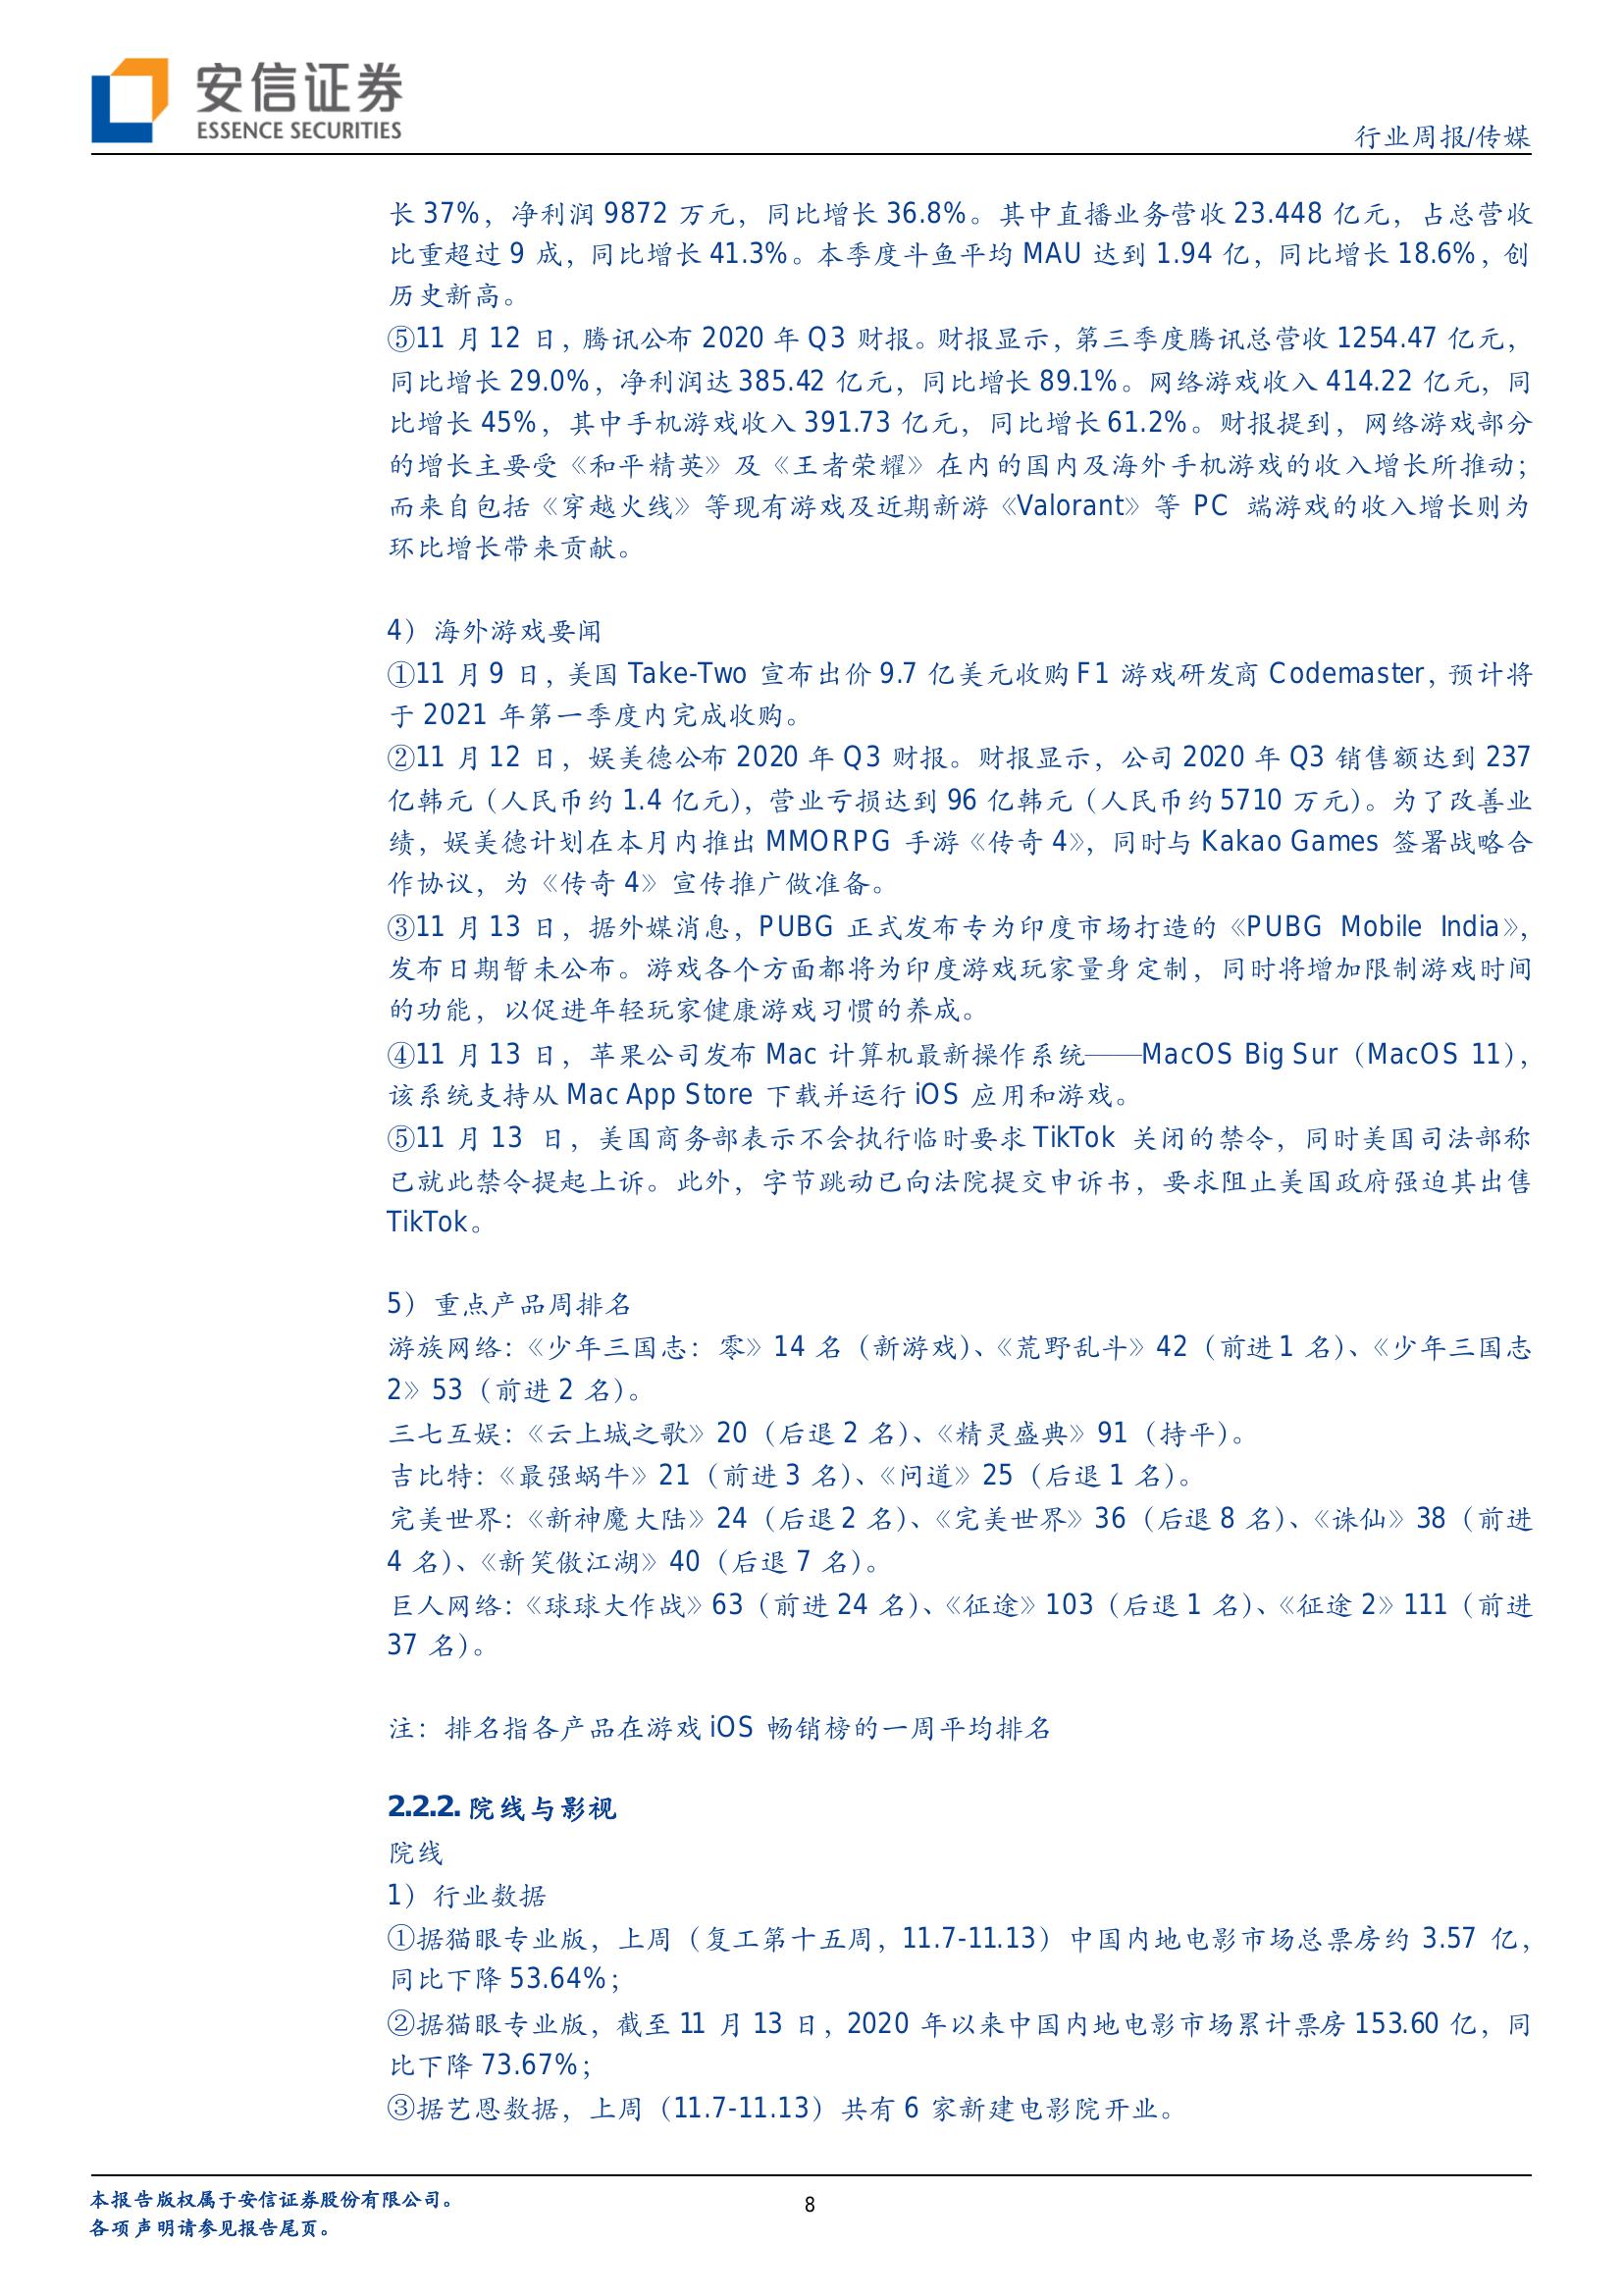 安信证券
ESSENCE SECURITIES
行业周报/传媒
长 37%，净利润 9872 万元，同比增长 36.8%。其中直播业务营收 23.448 亿元，占总营收
比重超过 9 成，同比增长 41.3%。本季度斗鱼平均 MAU 达到 1.94 亿，同比增长 18.6%，创
历史新高。
⑤11 月 12 日，腾讯公布 2020 年 Q3 财报。财报显示，第三季度腾讯总营收 1254.47 亿元，
同比增长 29.0%，净利润达 385.42 亿元，同比增长 89.1%。网络游戏收入 414.22 亿元，同
比增长 45%，其中手机游戏收入 391.73 亿元，同比增长 61.2%。财报提到，网络游戏部分
的增长主要受《和平精英》及《王者荣耀》在内的国内及海外手机游戏的收入增长所推动；
而来自包括《穿越火线》等现有游戏及近期新游《Valorant》等 PC 端游戏的收入增长则为
环比增长带来贡献。
4）海外游戏要闻
①11 月 9 日，美国 Take-Two 宣布出价 9.7 亿美元收购 F1 游戏研发商 Codemaster，预计将
于 2021 年第一季度内完成收购。
②11 月 12 日，娱美德公布 2020 年 Q3 财报。财报显示，公司 2020 年 Q3 销售额达到 237
亿韩元（人民币约 1.4 亿元），营业亏损达到 96 亿韩元（人民币约 5710 万元）。为了改善业
绩，娱美德计划在本月内推出 MMORPG 手游《传奇 4》，同时与 Kakao Games 签署战略合
作协议，为《传奇 4》宣传推广做准备。
③11 月 13 日，据外媒消息，PUBG 正式发布专为印度市场打造的《PUBG Mobile India》，
发布日期暂未公布。游戏各个方面都将为印度游戏玩家量身定制，同时将增加限制游戏时间
的功能，以促进年轻玩家健康游戏习惯的养成。
④11 月 13 日，苹果公司发布 Mac 计算机最新操作系统——MacOS Big Sur（MacOS 11），
该系统支持从 Mac App Store 下载并运行 iOS 应用和游戏。
⑤11 月 13 日，美国商务部表示不会执行临时要求 TikTok 关闭的禁令，同时美国司法部称
已就此禁令提起上诉。此外，字节跳动已向法院提交申诉书，要求阻止美国政府强迫其出售
TikTok。
5）重点产品周排名
游族网络：《少年三国志：零》14 名（新游戏）、《荒野乱斗》42（前进 1 名）、《少年三国志
2》53（前进 2 名）。
三七互娱：《云上城之歌》20（后退 2 名）、《精灵盛典》91（持平）。
吉比特：《最强蜗牛》21（前进 3 名）、《问道》25（后退 1 名）。
完美世界：《新神魔大陆》24（后退 2 名）、《完美世界》36（后退 8 名）、《诛仙》38（前进
4 名）、《新笑傲江湖》40（后退 7 名）。
巨人网络：《球球大作战》63（前进 24 名）、《征途》103（后退 1 名）、《征途 2》111（前进
37 名）。
注：排名指各产品在游戏 iOS 畅销榜的一周平均排名
2.2.2. 院线与影视
院线
1）行业数据
①据猫眼专业版，上周（复工第十五周，11.7-11.13）中国内地电影市场总票房约 3.57 亿，
同比下降 53.64%；
②据猫眼专业版，截至 11 月 13 日，2020 年以来中国内地电影市场累计票房 153.60 亿，同
比下降 73.67%；
③据艺恩数据，上周（11.7-11.13）共有 6 家新建电影院开业。
本报告版权属于安信证券股份有限公司。
各项声明请参见报告尾页。
8